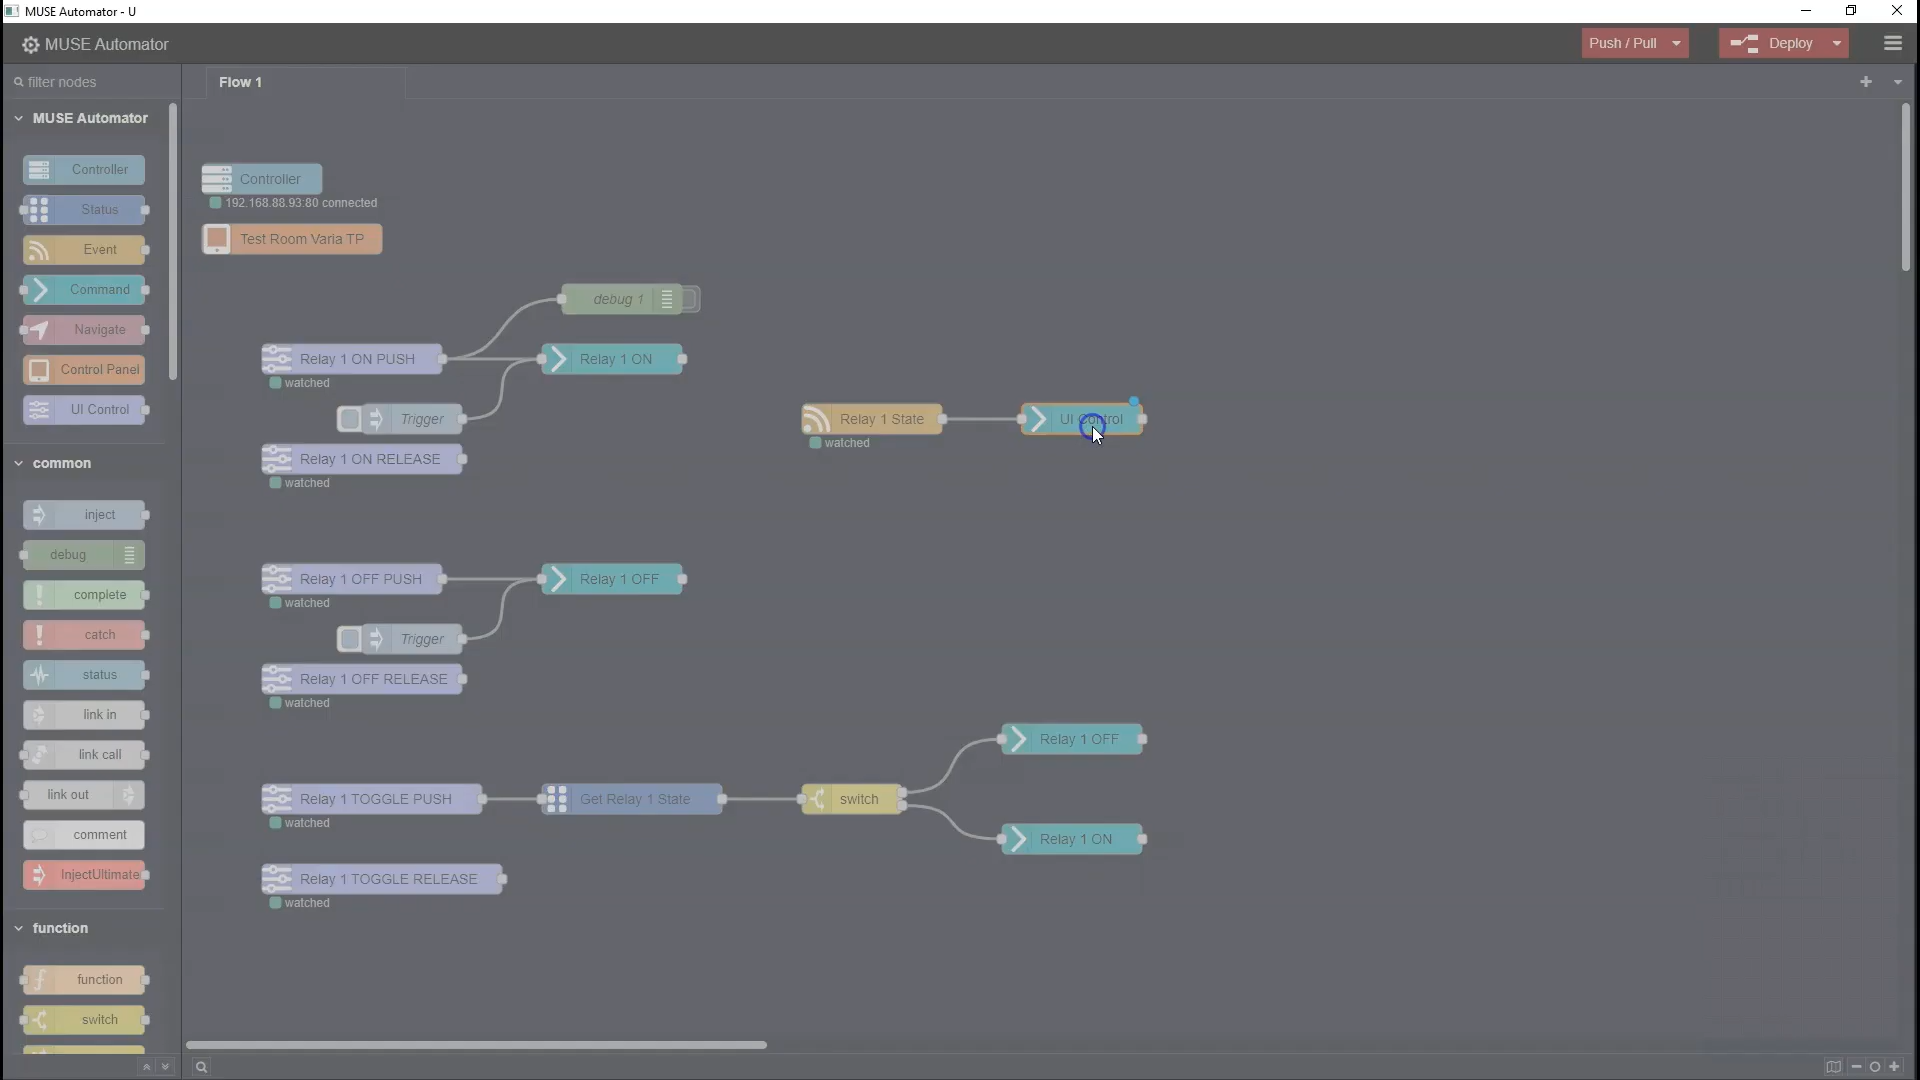 MUSE Automator - U
MUSE Automator
Push / Pull
Deploy
filter nodes
Flow 1
MUSE Automator
Controller
Status
Event
Command
Navigate
Control Panel
UI Control
common
inject
debug
complete
catch
status
link in
link call
link out
comment
InjectUltimate
function
function
switch
Controller
192.168.88.93:80 connected
Test Room Varia TP
debug 1
Relay 1 ON PUSH
watched
Relay 1 ON
Trigger
Relay 1 ON RELEASE
watched
Relay 1 State
watched
UI Control
Relay 1 OFF PUSH
watched
Relay 1 OFF
Trigger
Relay 1 OFF RELEASE
watched
Relay 1 TOGGLE PUSH
watched
Get Relay 1 State
switch
Relay 1 OFF
Relay 1 ON
Relay 1 TOGGLE RELEASE
watched